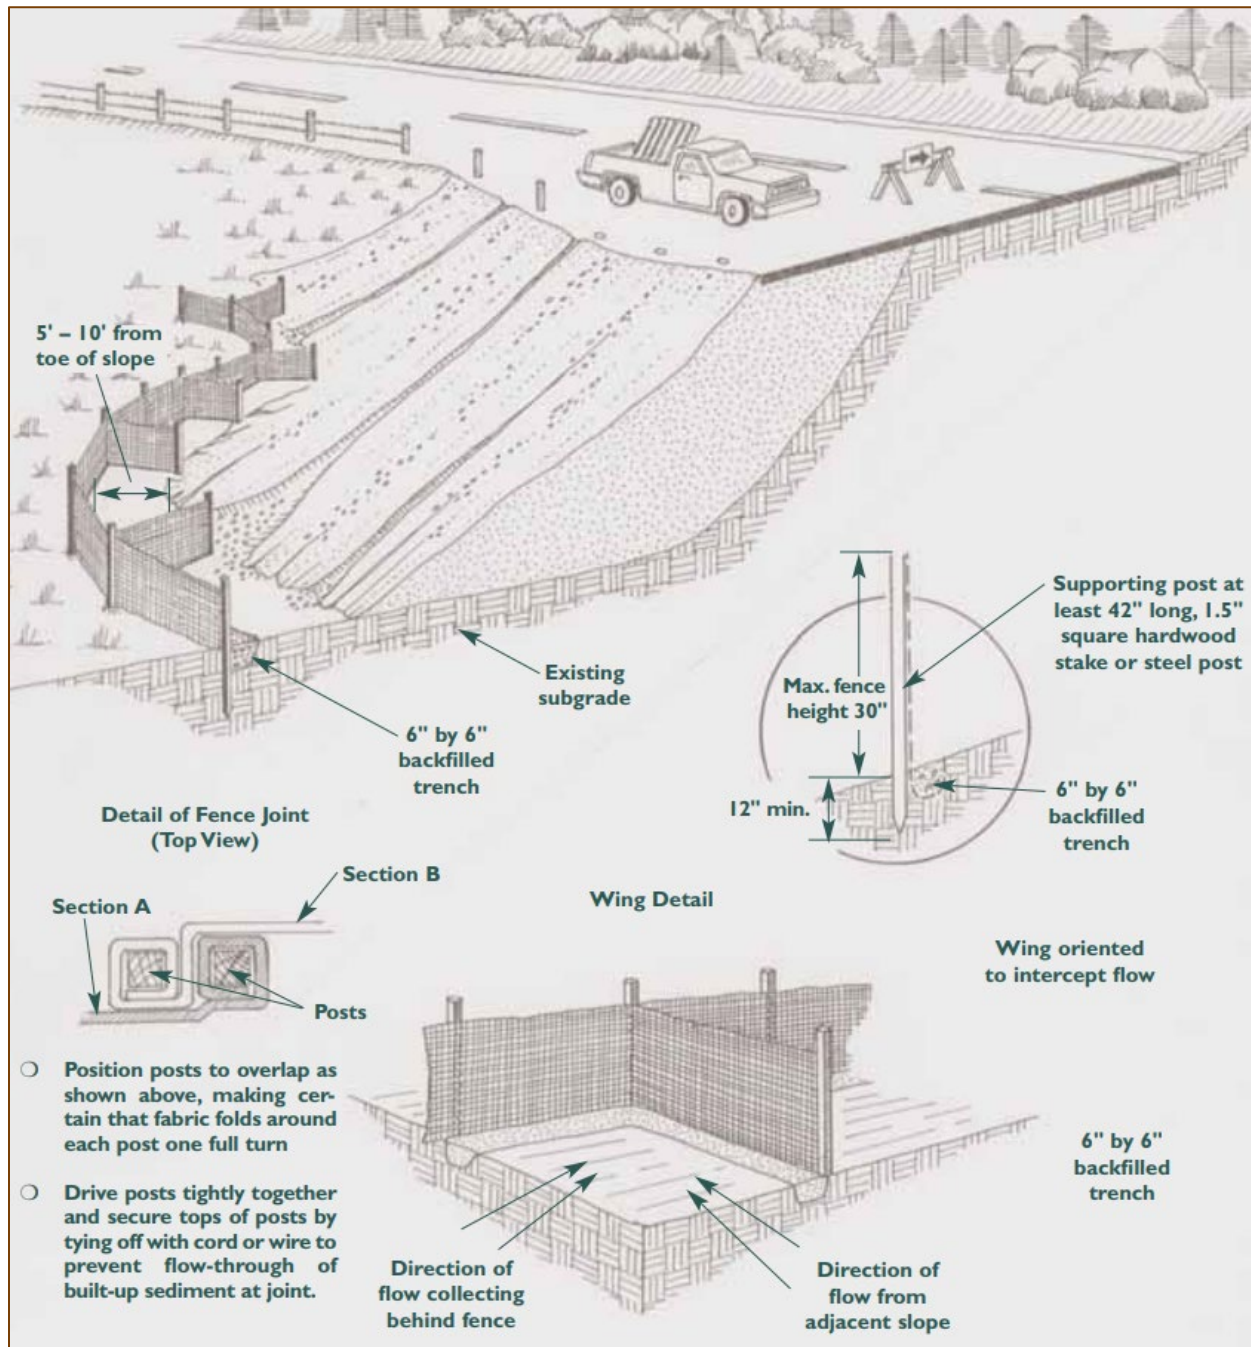 5' – 10' from
toe of slope
Supporting post at
least 42" long, 1.5"
square hardwood
stake or steel post
Max. fence
height 30"
Existing
subgrade
6" by 6"
backfilled
trench
12" min.
6" by 6"
backfilled
trench
Detail of Fence Joint
(Top View)
Section B
Section A
Posts
Wing Detail
Wing oriented
to intercept flow
❍ Position posts to overlap as
shown above, making cer-
tain that fabric folds around
each post one full turn
❍ Drive posts tightly together
and secure tops of posts by
tying off with cord or wire to
prevent flow-through of
built-up sediment at joint.
6" by 6"
backfilled
trench
Direction of
flow collecting
behind fence
Direction of
flow from
adjacent slope